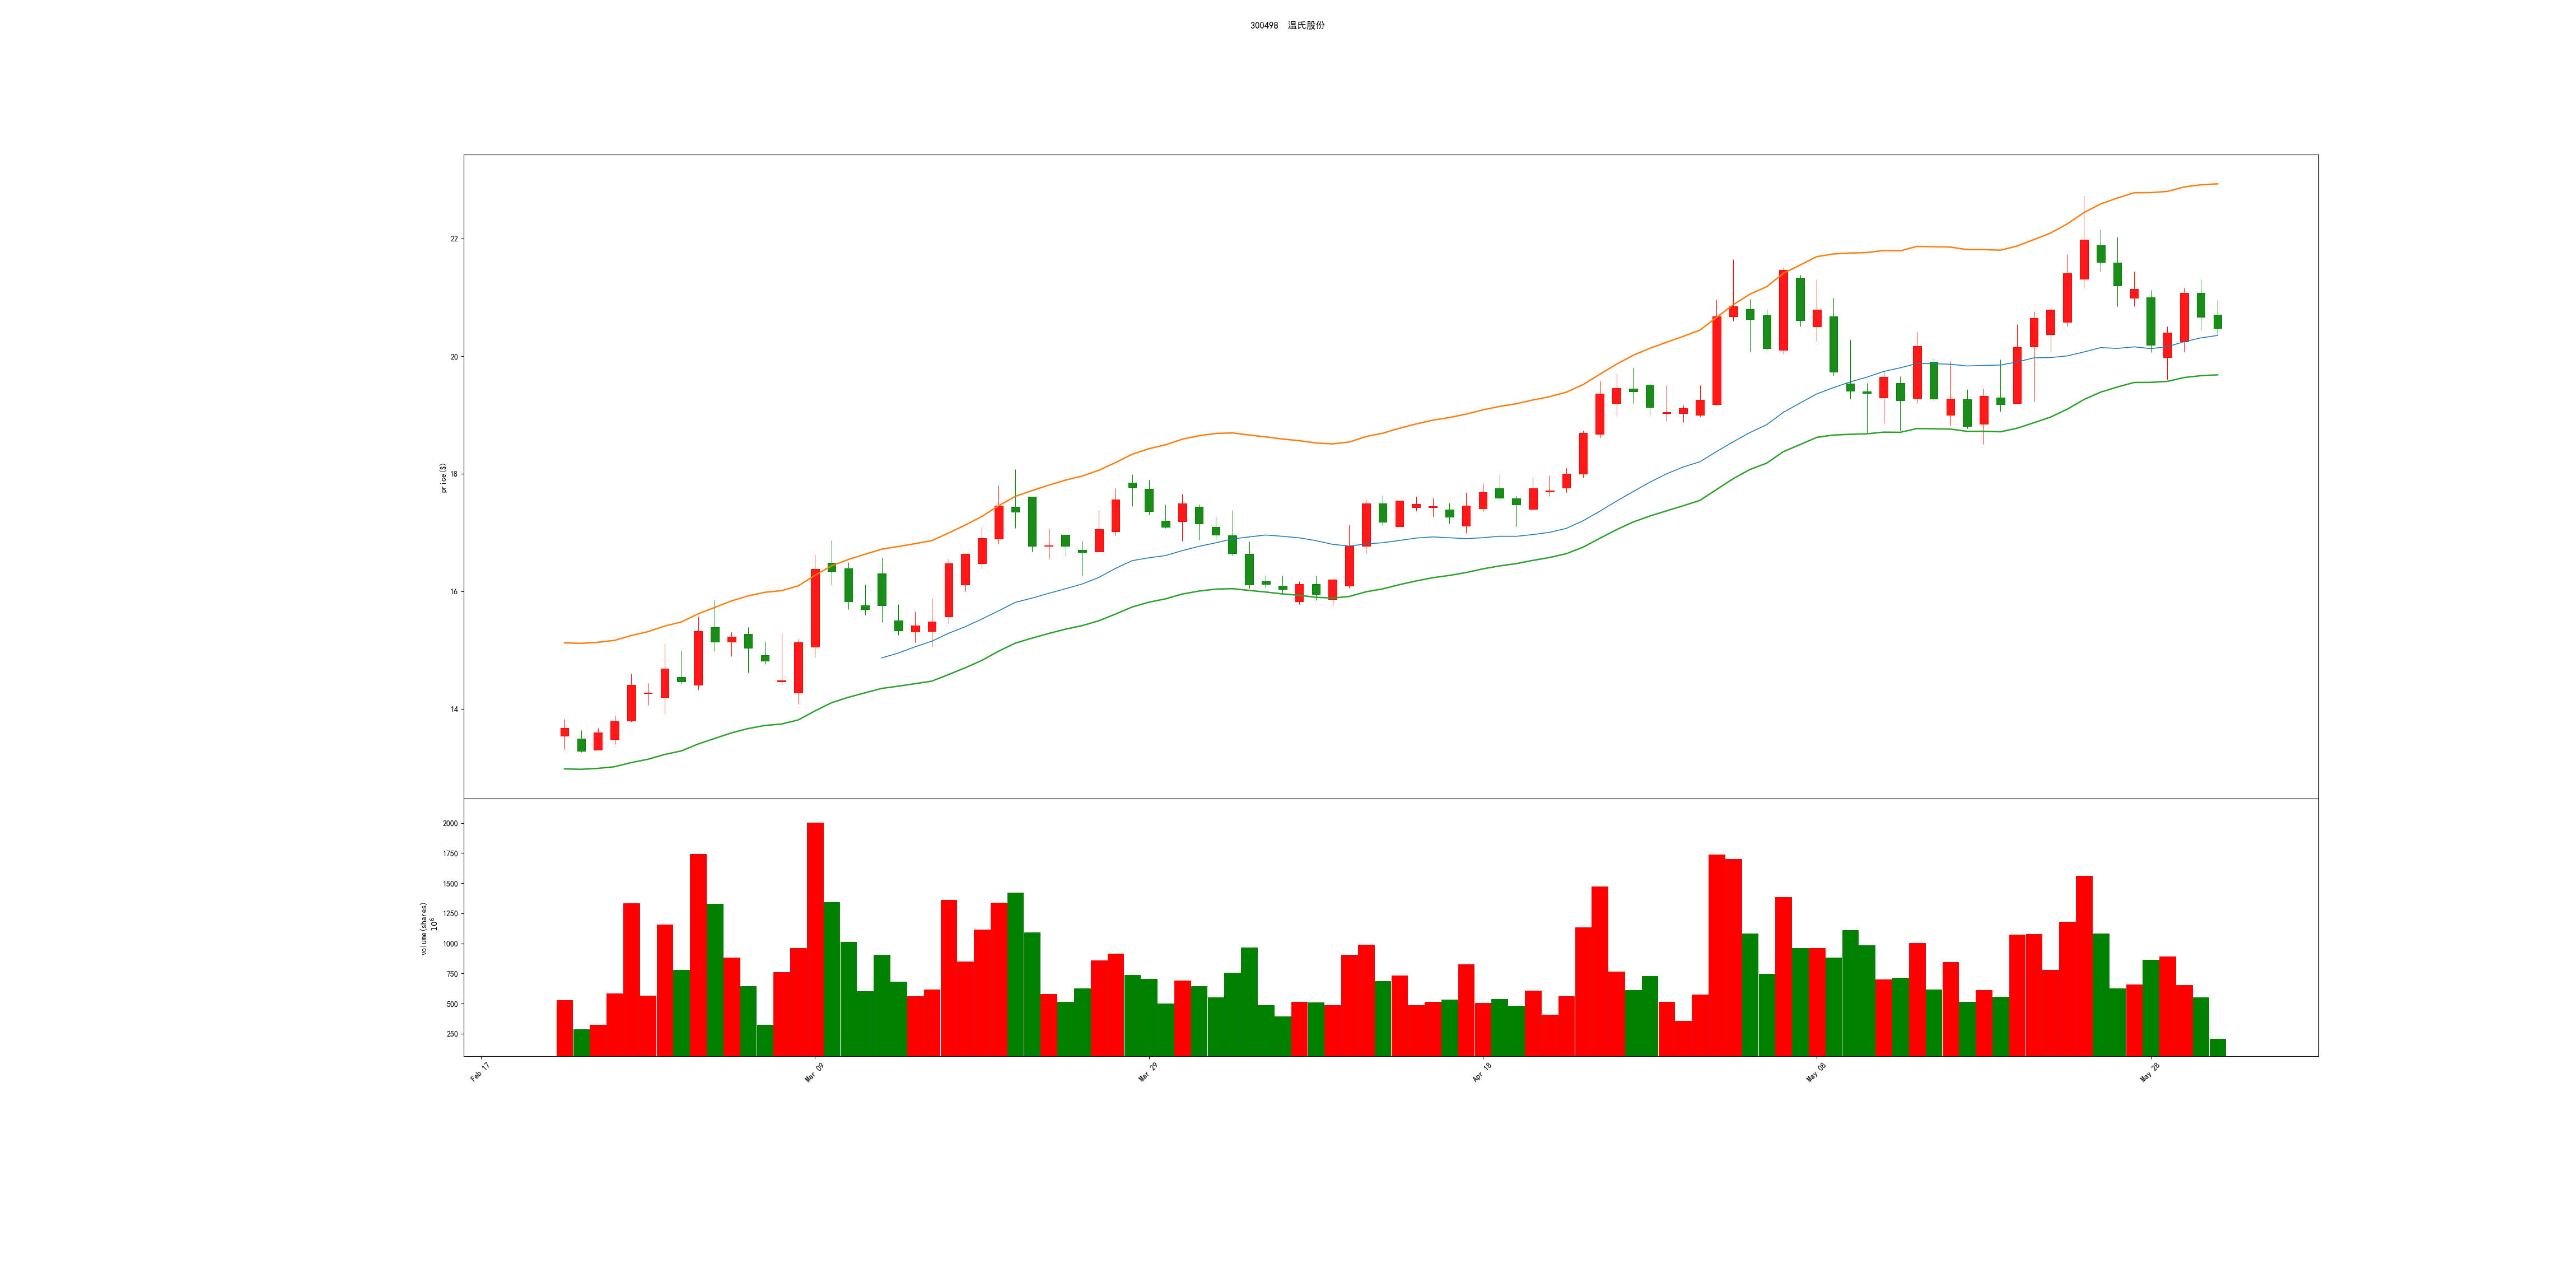 300498 温氏股份
22
20
18
16
14
price($)
2000
1750
1500
1250
1000
750
500
250
volume(shares)
10⁶
Feb 17
Mar 09
Mar 29
Apr 18
May 08
May 28